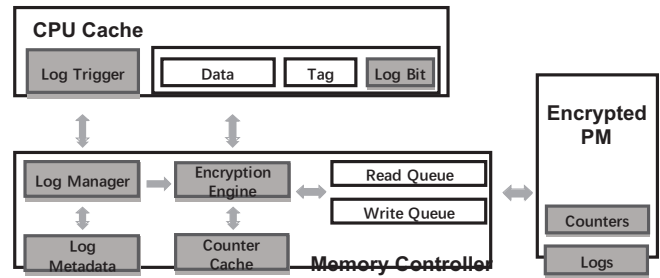 CPU Cache
Log Trigger
Data
Tag
Log Bit
Encrypted
PM
Log Manager
Encryption
Engine
Read Queue
Write Queue
Counters
Log
Metadata
Counter
Cache
Memory Controller
Logs